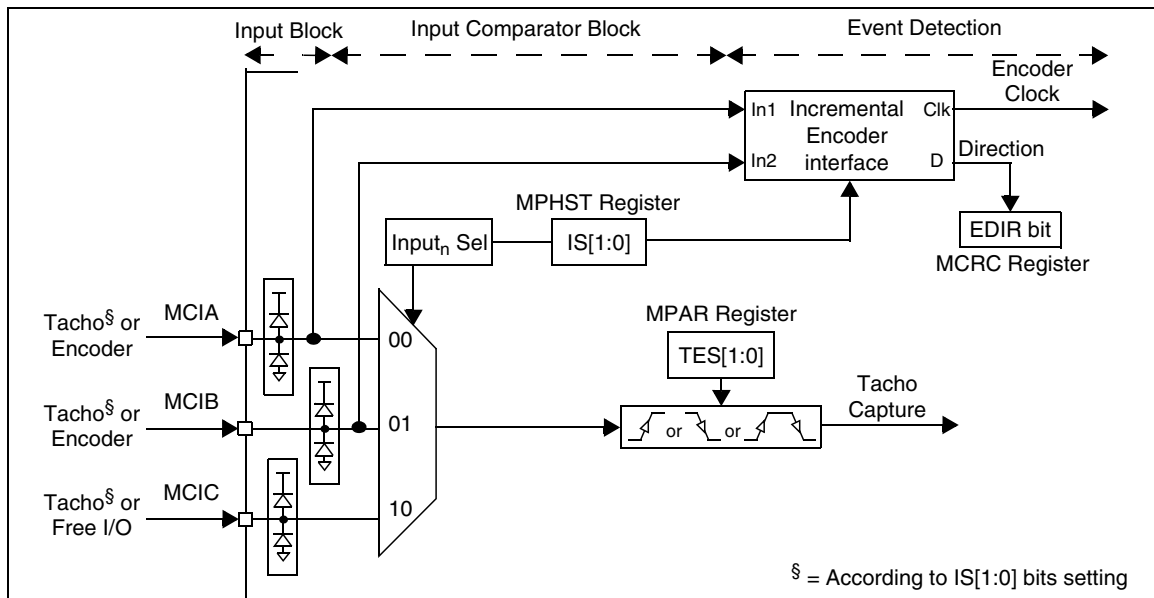 Input Block
Input Comparator Block
Event Detection
Encoder
Clock
In1
Incremental
Encoder
interface
Clk
In2
D
Direction
MPHST Register
Input<sub>n</sub> Sel
IS[1:0]
EDIR bit
MCRC Register
MCIA
Tacho§ or
Encoder
00
MPAR Register
TES[1:0]
MCIB
Tacho§ or
Encoder
01
or
or
Tacho
Capture
MCIC
Tacho§ or
Free I/O
10
§ = According to IS[1:0] bits setting